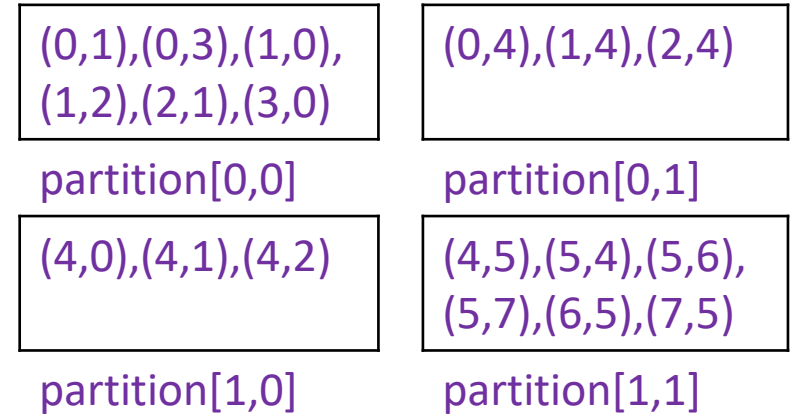 (0,1),(0,3),(1,0),
(1,2),(2,1),(3,0)
partition[0,0]
(0,4),(1,4),(2,4)
partition[0,1]
(4,0),(4,1),(4,2)
partition[1,0]
(4,5),(5,4),(5,6),
(5,7),(6,5),(7,5)
partition[1,1]